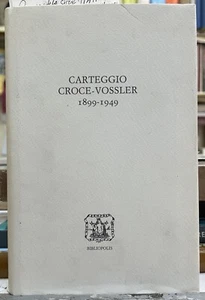 CARTEGGIO
CROCE-VOSSLER
1899-1949
BIBLIOPOLIS